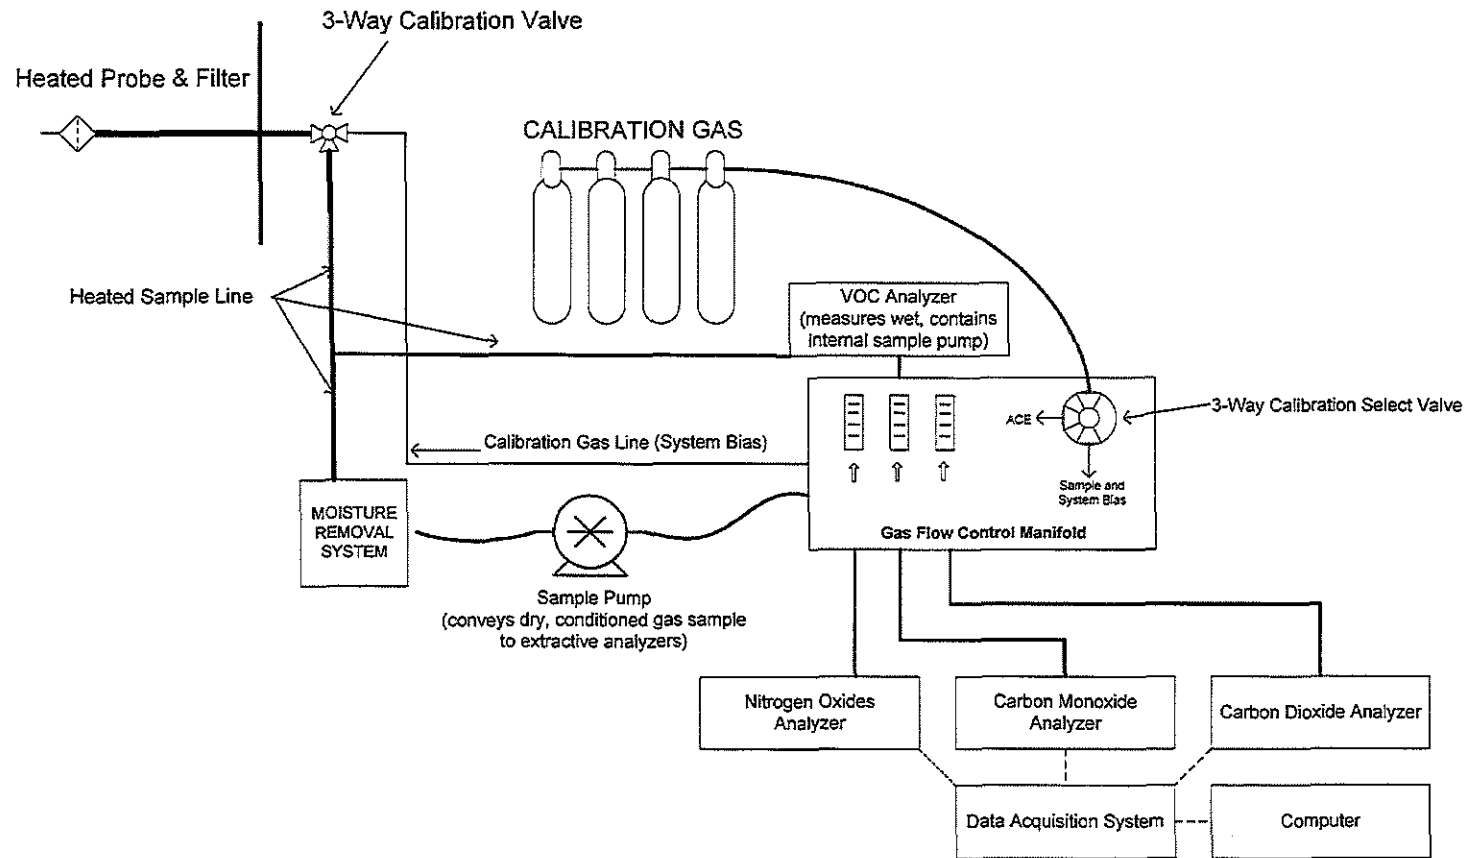 3-Way Calibration Valve
Heated Probe & Filter
CALIBRATION GAS
Heated Sample Line
VOC Analyzer
(measures wet, contains
internal sample pump)
ACE
3-Way Calibration Select Valve
Calibration Gas Line (System Bias)
Sample and
System Bias
MOISTURE
REMOVAL
SYSTEM
Gas Flow Control Manifold
Sample Pump
(conveys dry, conditioned gas sample
to extractive analyzers)
Nitrogen Oxides
Analyzer
Carbon Monoxide
Analyzer
Carbon Dioxide Analyzer
Data Acquisition System
Computer